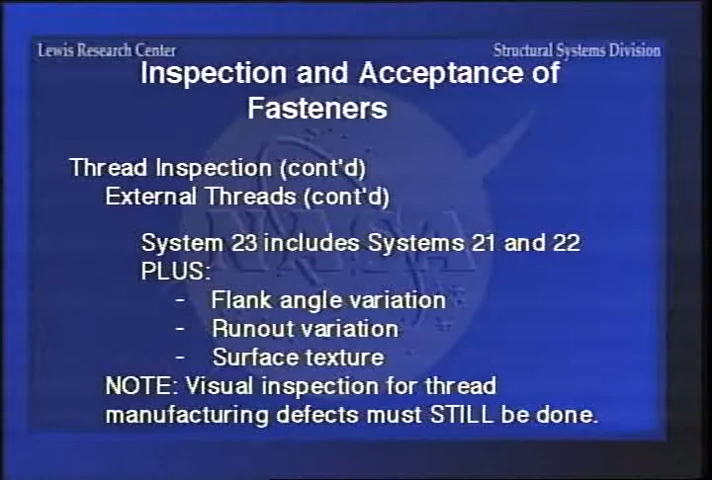 Lewis Research Center
Structural Systems Division
Inspection and Acceptance of
Fasteners
Thread Inspection (cont'd)
External Threads (cont'd)
System 23 includes Systems 21 and 22
PLUS:
- Flank angle variation
- Runout variation
- Surface texture
NOTE: Visual inspection for thread
manufacturing defects must STILL be done.
NASA